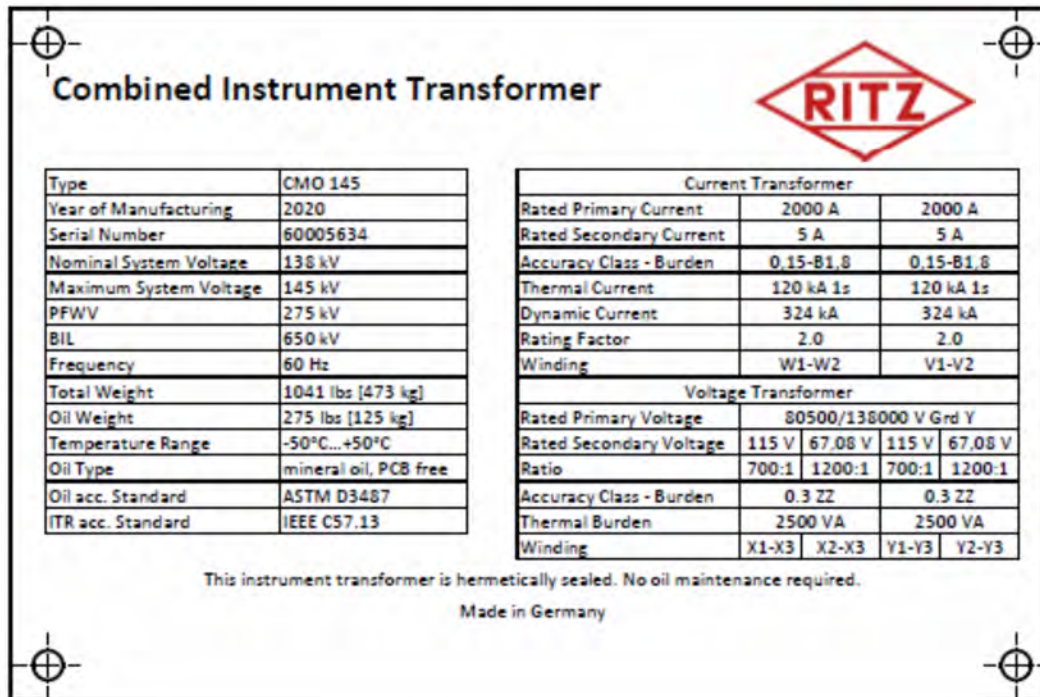 Combined Instrument Transformer
RITZ
Type CMO 145
Year of Manufacturing 2020
Serial Number 60005634
Nominal System Voltage 138 kV
Maximum System Voltage 145 kV
PFWV 275 kV
BIL 650 kV
Frequency 60 Hz
Total Weight 1041 lbs [473 kg]
Oil Weight 275 lbs [125 kg]
Temperature Range -50°C...+50°C
Oil Type mineral oil, PCB free
Oil acc. Standard ASTM D3487
ITR acc. Standard IEEE C57.13
Current Transformer
Rated Primary Current 2000 A 2000 A
Rated Secondary Current 5 A 5 A
Accuracy Class - Burden 0,15-B1,8 0,15-B1,8
Thermal Current 120 kA 1s 120 kA 1s
Dynamic Current 324 kA 324 kA
Rating Factor 2.0 2.0
Winding W1-W2 V1-V2
Voltage Transformer
Rated Primary Voltage 80500/138000 V Grd Y
Rated Secondary Voltage 115 V 67,08 V 115 V 67,08 V
Ratio 700:1 1200:1 700:1 1200:1
Accuracy Class - Burden 0.3 ZZ 0.3 ZZ
Thermal Burden 2500 VA 2500 VA
Winding X1-X3 X2-X3 Y1-Y3 Y2-Y3
This instrument transformer is hermetically sealed. No oil maintenance required.
Made in Germany